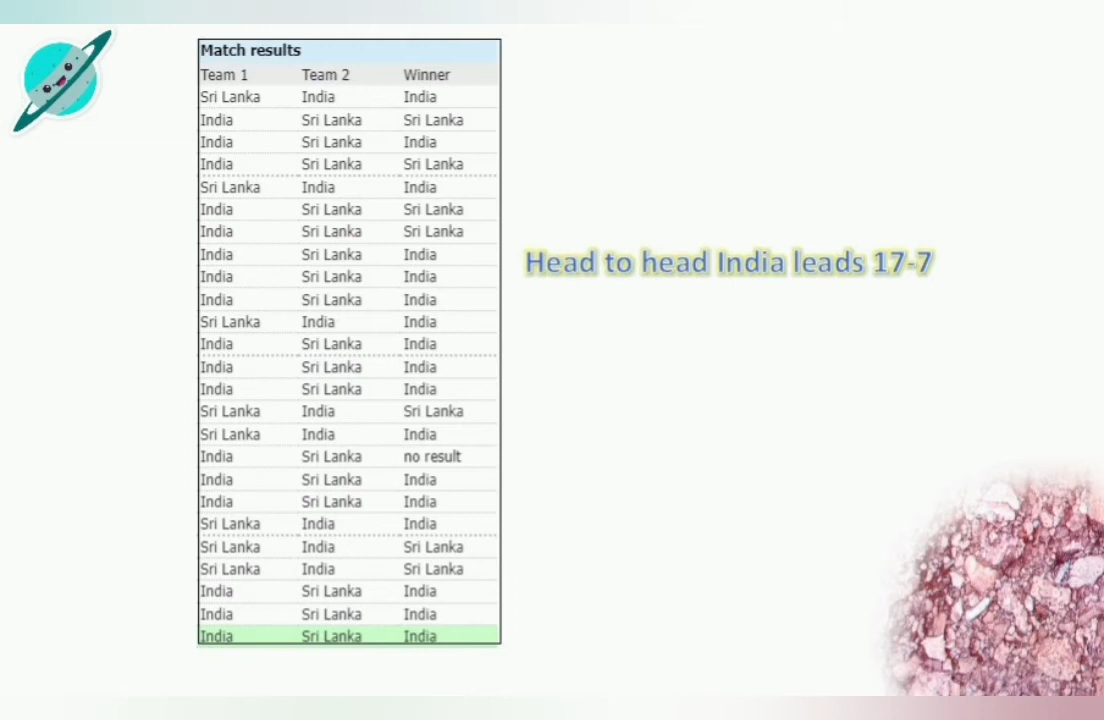 Match results
Team 1 Team 2 Winner
Sri Lanka India India
India Sri Lanka Sri Lanka
India Sri Lanka India
India Sri Lanka Sri Lanka
Sri Lanka India India
India Sri Lanka Sri Lanka
India Sri Lanka Sri Lanka
India Sri Lanka India
India Sri Lanka India
India Sri Lanka India
Sri Lanka India India
India Sri Lanka India
India Sri Lanka India
India Sri Lanka India
Sri Lanka India Sri Lanka
Sri Lanka India India
India Sri Lanka no result
India Sri Lanka India
India Sri Lanka India
Sri Lanka India India
Sri Lanka India Sri Lanka
Sri Lanka India Sri Lanka
India Sri Lanka India
India Sri Lanka India
India Sri Lanka India
Head to head India leads 17-7